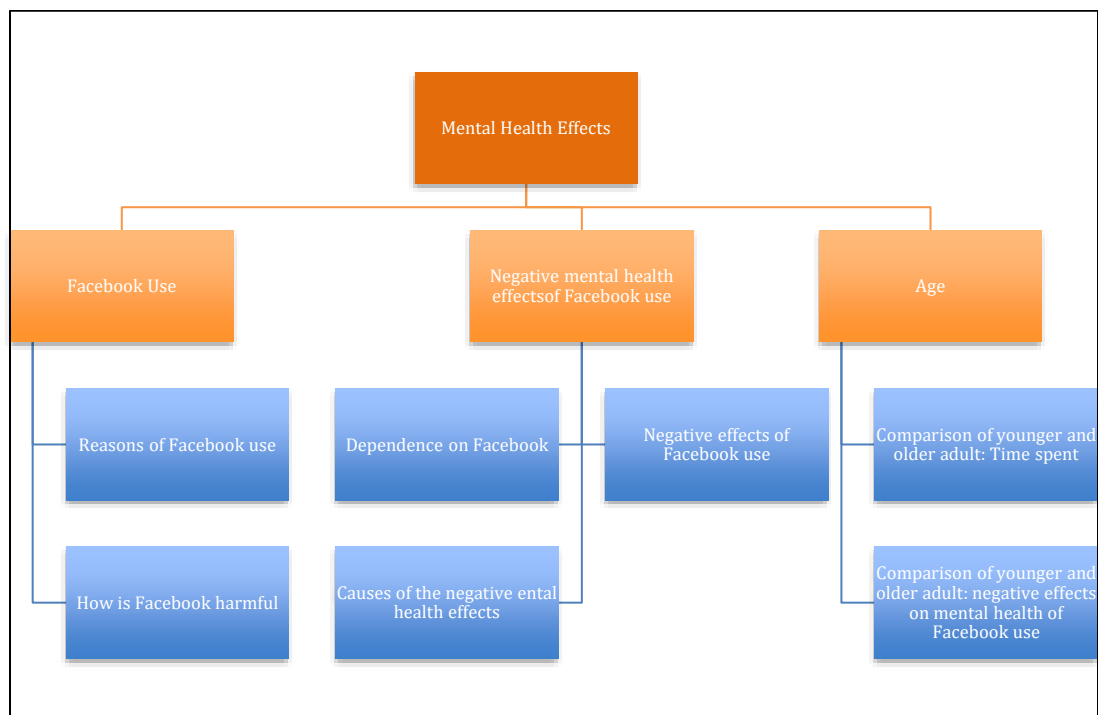 Mental Health Effects
Facebook Use
Negative mental health
effectsof Facebook use
Age
Reasons of Facebook use
Dependence on Facebook
Negative effects of
Facebook use
Comparison of younger and
older adult: Time spent
How is Facebook harmful
Causes of the negative ental
health effects
Comparison of younger and
older adult: negative effects
on mental health of
Facebook use